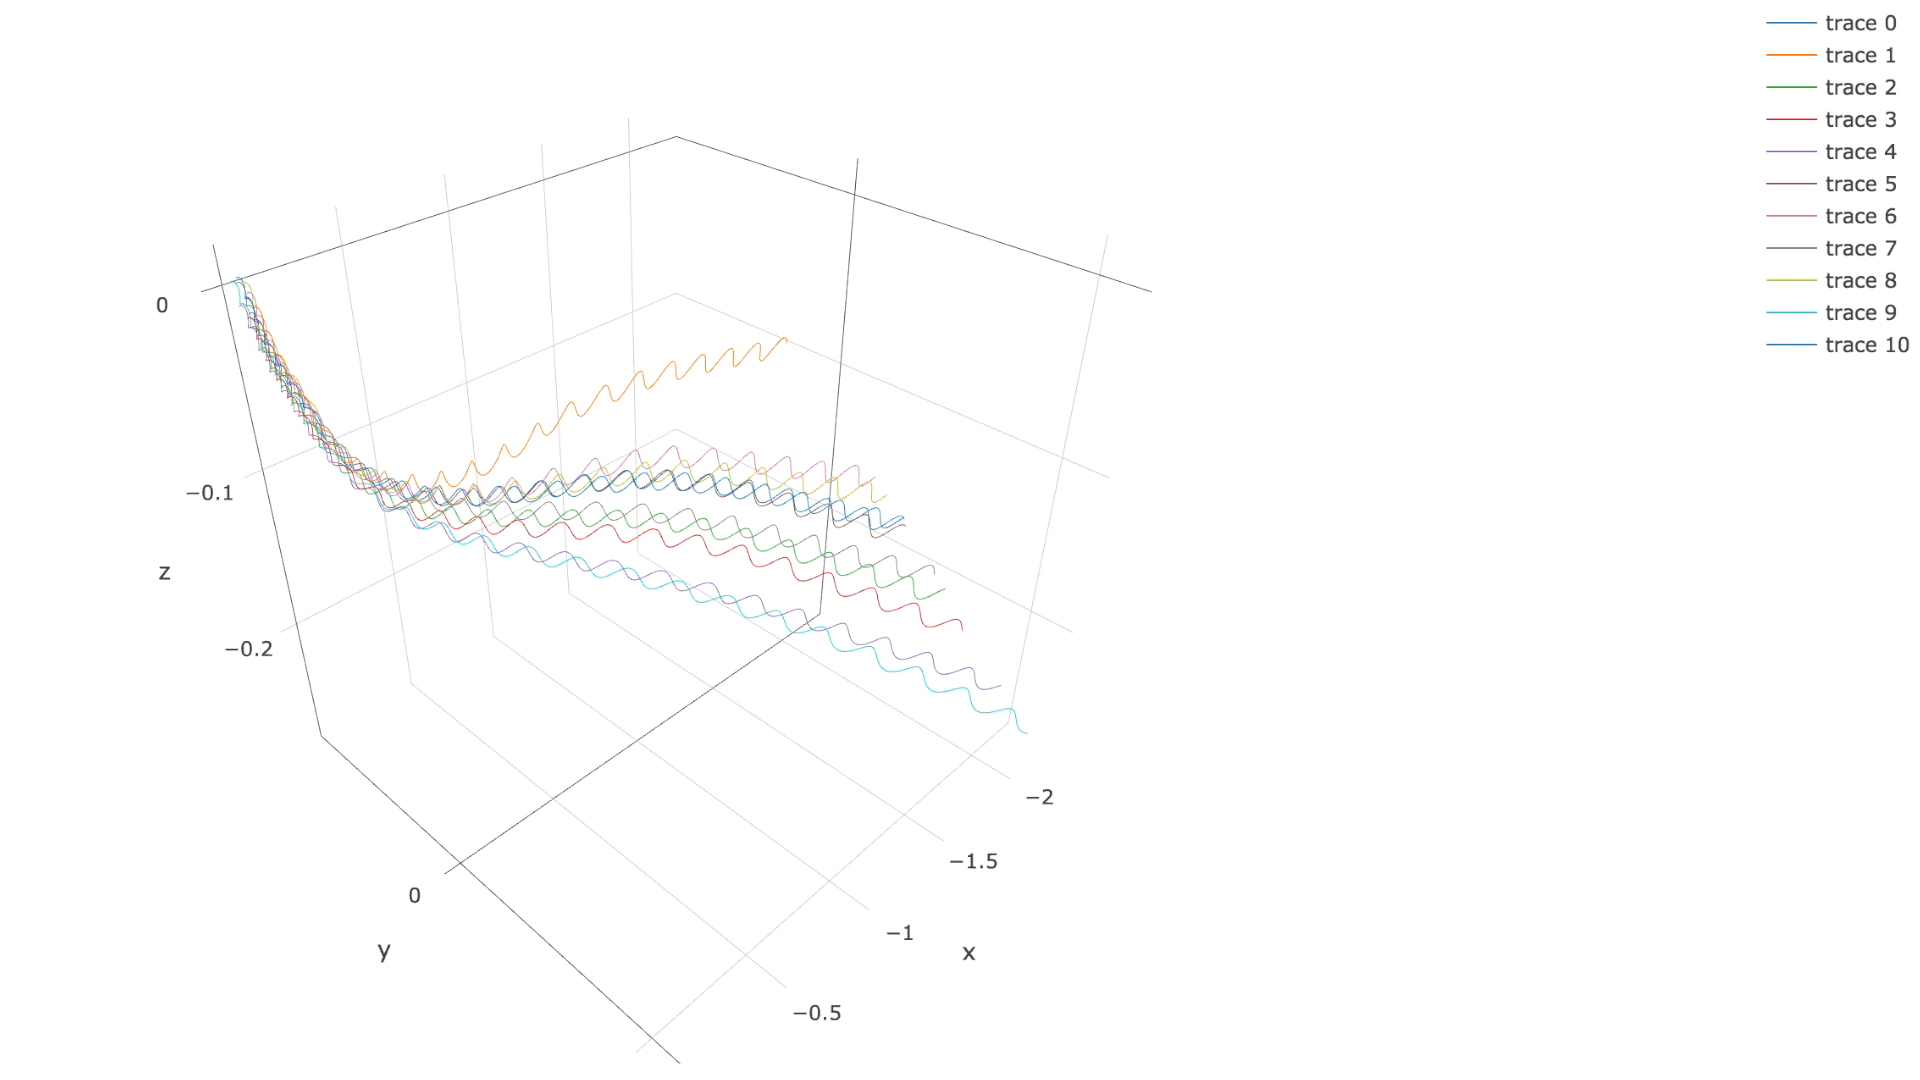 trace 0
trace 1
trace 2
trace 3
trace 4
trace 5
trace 6
trace 7
trace 8
trace 9
trace 10
0
−0.1
z
−0.2
−2
−1.5
0
−1
y
x
−0.5